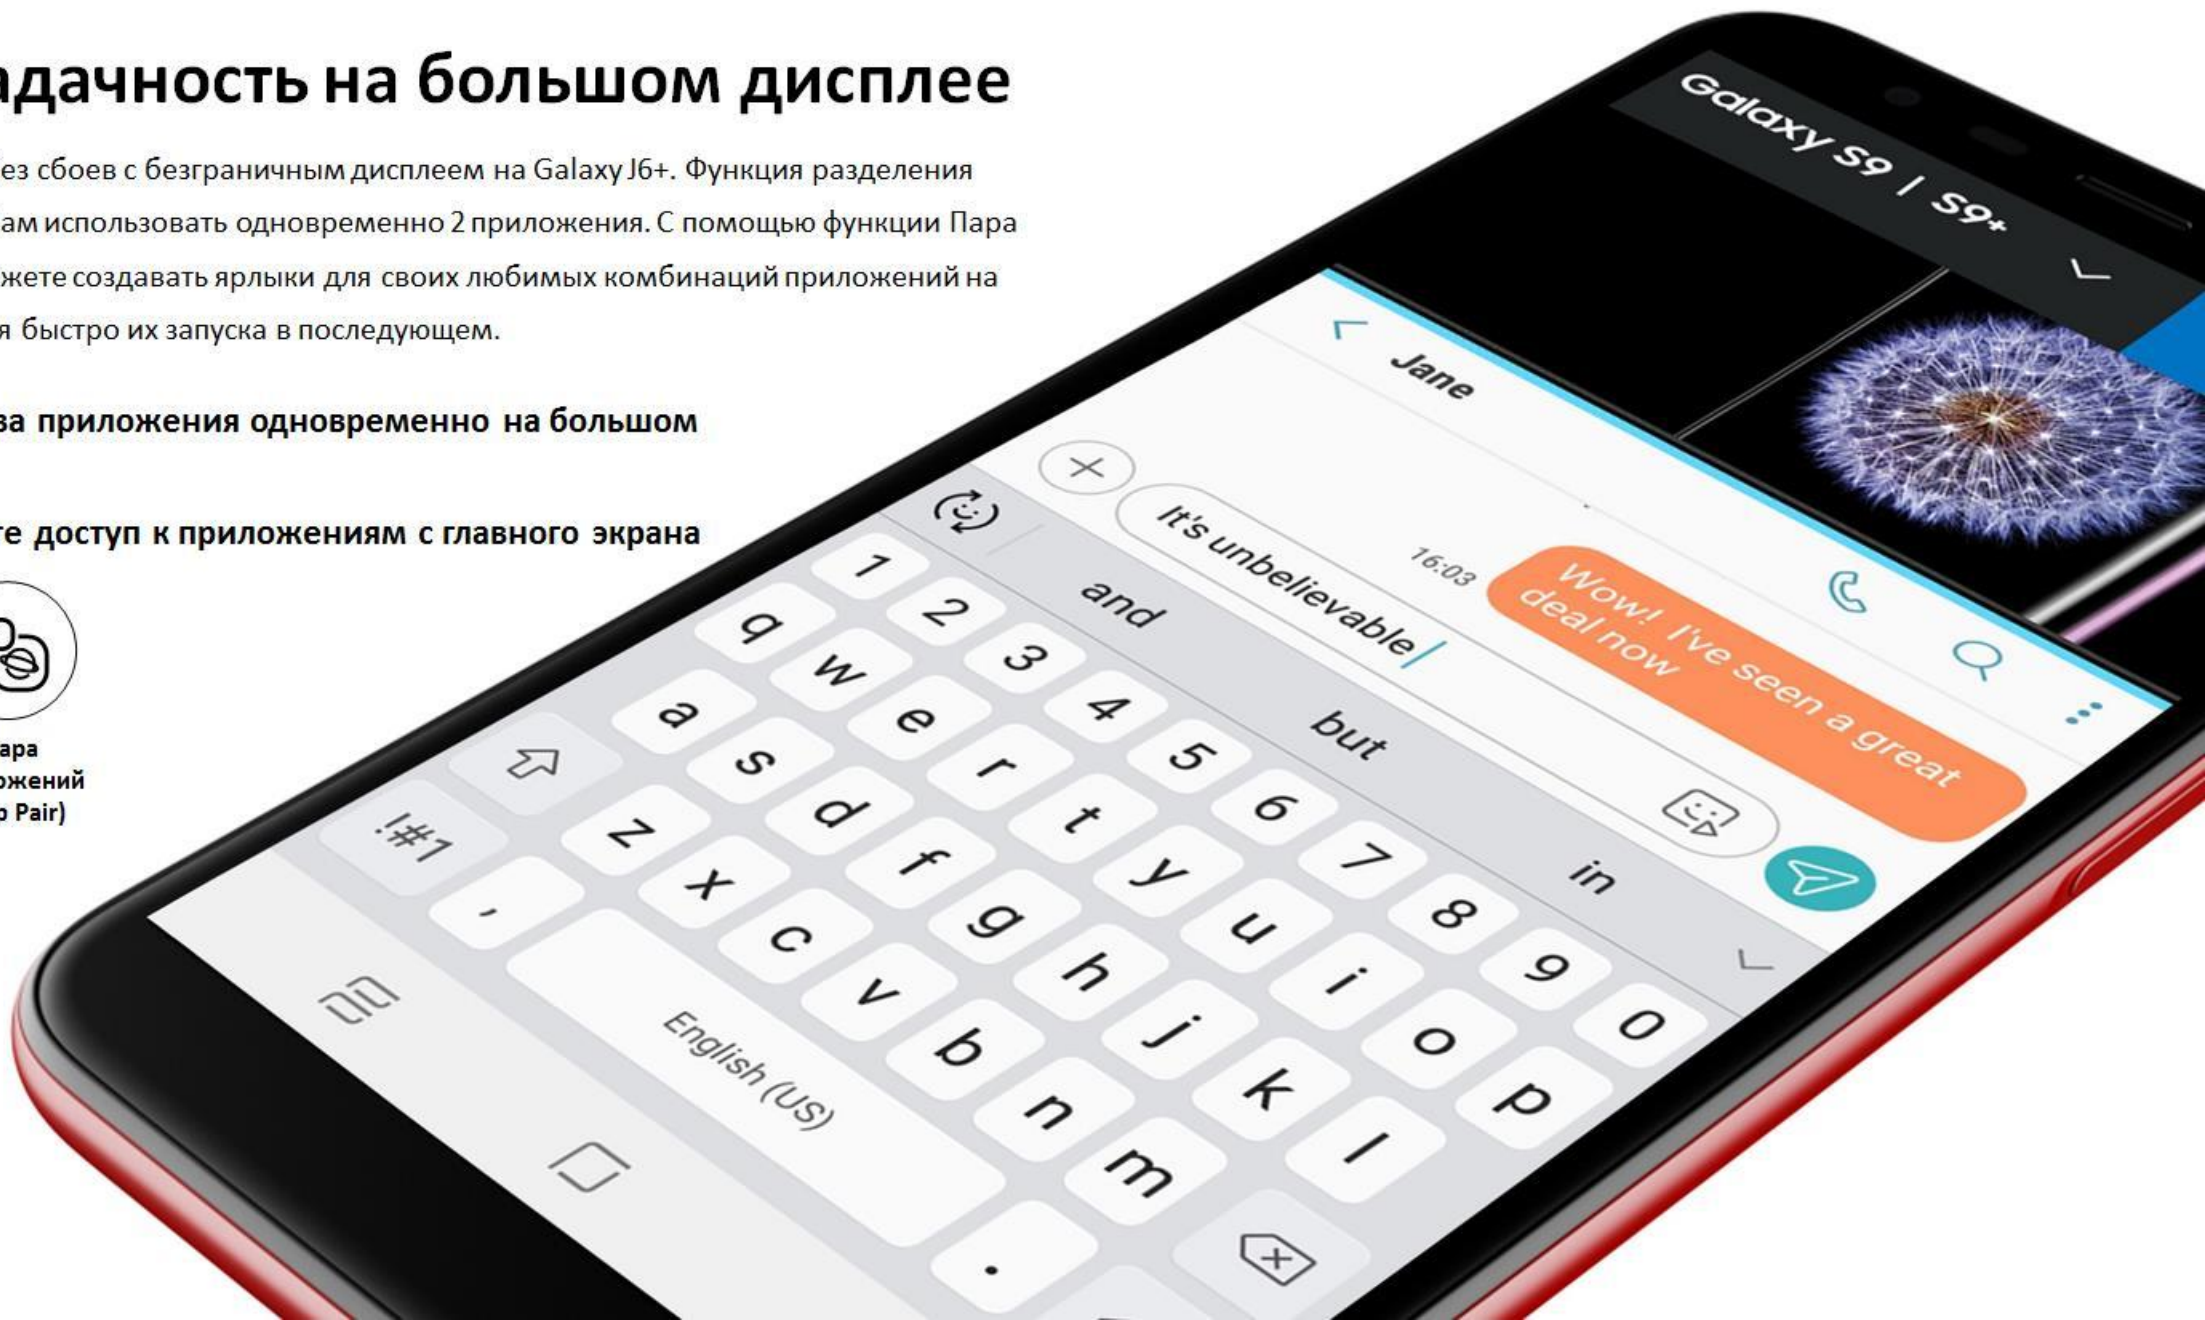 адачность на большом дисплее
ез сбоев с безграничным дисплеем на Galaxy J6+. Функция разделения
ам использовать одновременно 2 приложения. С помощью функции Пара
жете создавать ярлыки для своих любимых комбинаций приложений на
я быстро их запуска в последующем.
ва приложения одновременно на большом
те доступ к приложениям с главного экрана
ара
ожений
p Pair)
Galaxy S9 | S9+
Jane
16:03
Wow! I've seen a great
deal now
It's unbelievable
and but in
1 2 3 4 5 6 7 8 9 0
q w e r t y u i o p
a s d f g h j k l
z x c v b n m
!#1 , English (US) .